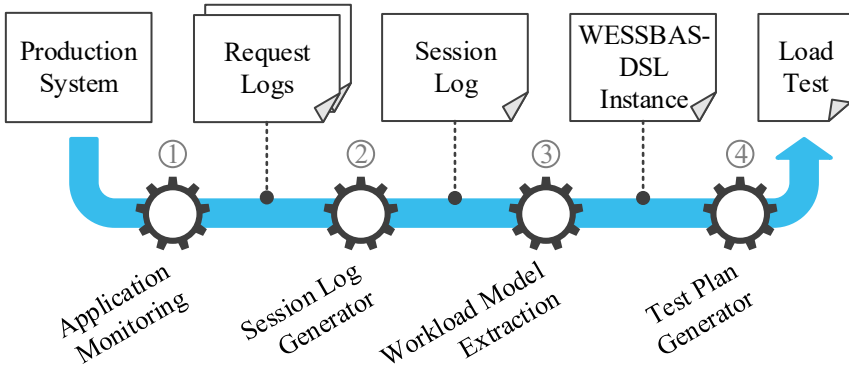 Production
System
Request
Logs
Session
Log
WESSBAS-
DSL
Instance
Load
Test
1
2
3
4
Application
Monitoring
Session Log
Generator
Workload Model
Extraction
Test Plan
Generator